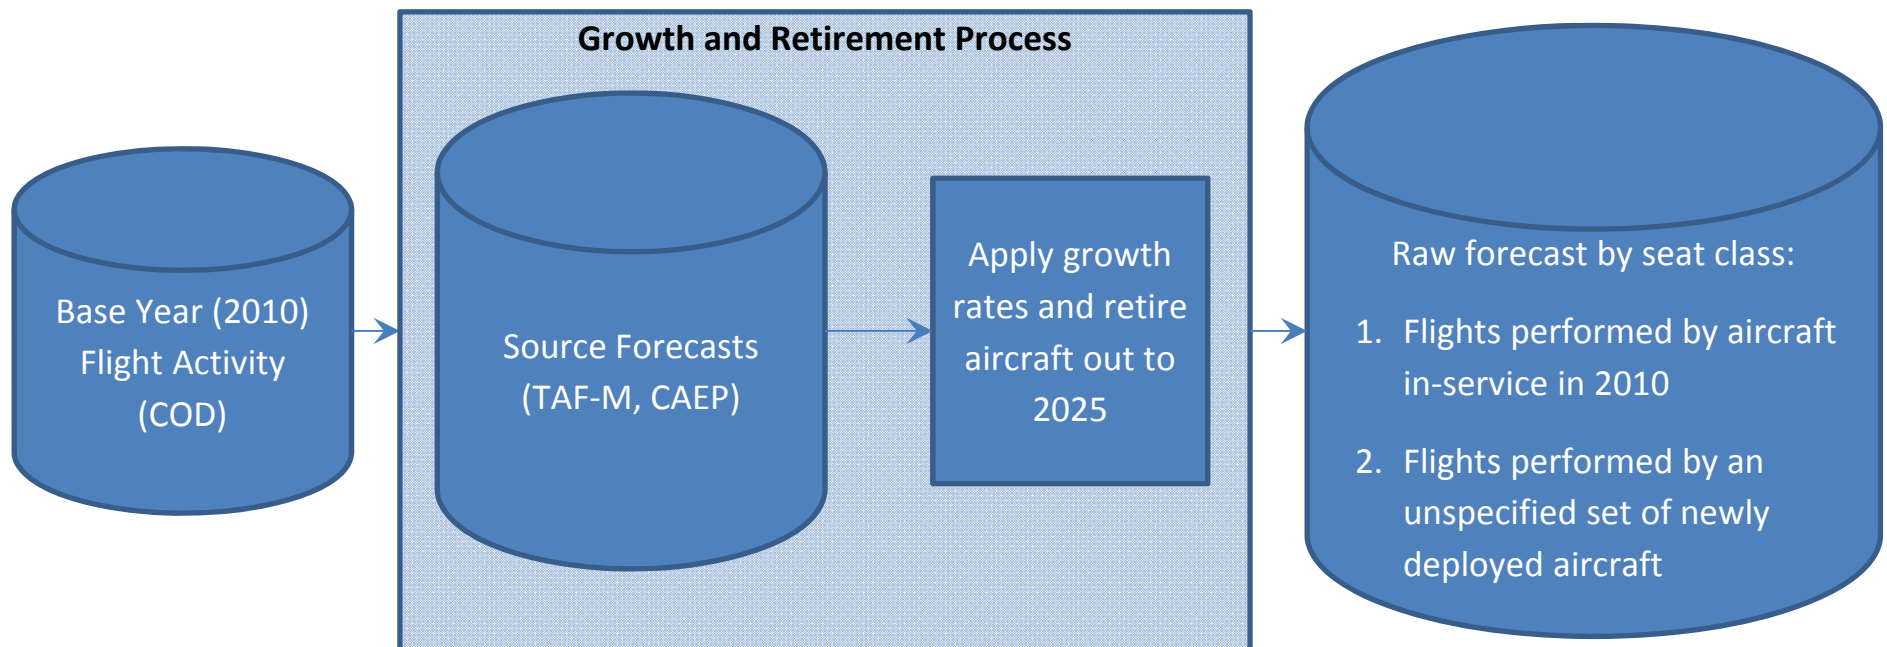 Growth and Retirement Process
Base Year (2010)
Flight Activity
(COD)
Source Forecasts
(TAF-M, CAEP)
Apply growth
rates and retire
aircraft out to
2025
Raw forecast by seat class:
1. Flights performed by aircraft
in-service in 2010
2. Flights performed by an
unspecified set of newly
deployed aircraft